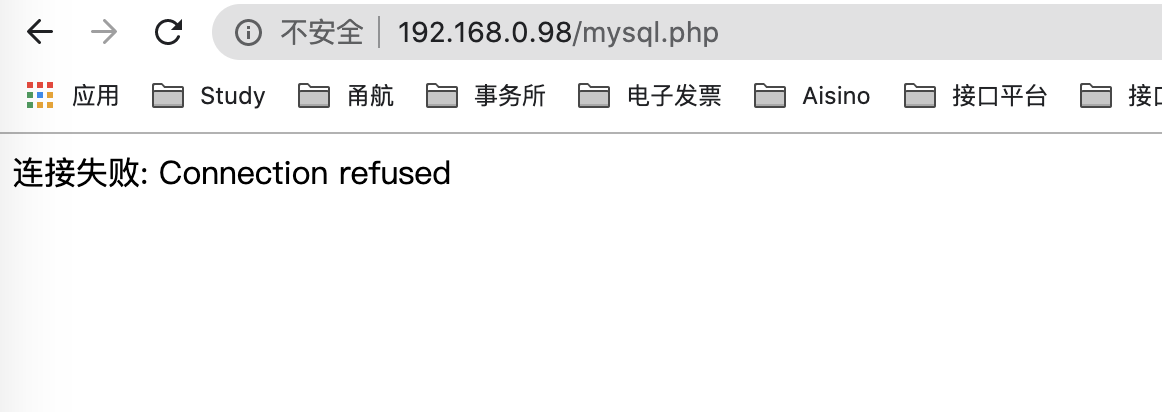 不安全 192.168.0.98/mysql.php
应用 Study 甬航 事务所 电子发票 Aisino 接口平台 接口
连接失败: Connection refused